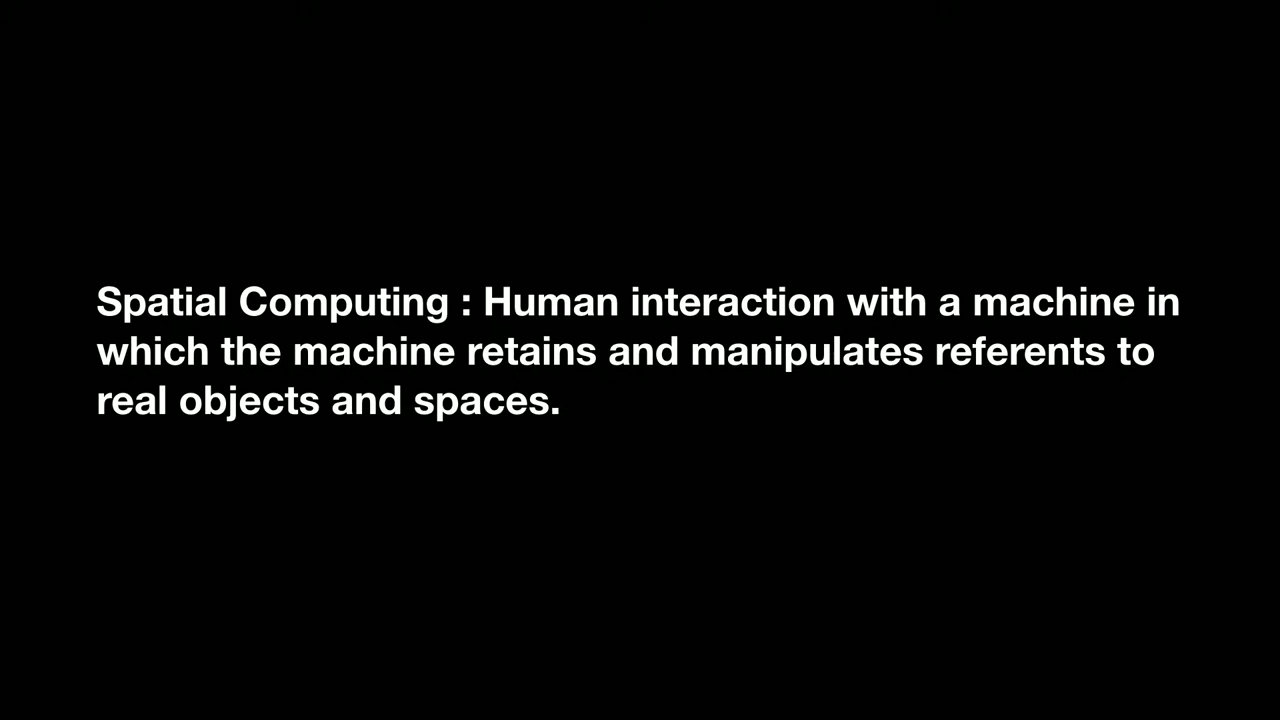 Spatial Computing : Human interaction with a machine in
which the machine retains and manipulates referents to
real objects and spaces.